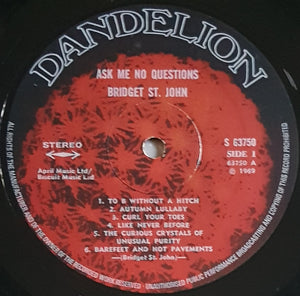 DANDELION
ASK ME NO QUESTIONS
BRIDGET ST. JOHN
STEREO
April Music Ltd/
Biscuit Music Ltd
S 63750
SIDE 1
63750 A
℗ 1969
1. TO B WITHOUT A HITCH
2. AUTUMN LULLABY
3. CURL YOUR TOES
4. LIKE NEVER BEFORE
5. THE CURIOUS CRYSTALS OF
UNUSUAL PURITY
6. BAREFEET AND HOT PAVEMENTS
—(Bridget St. John)—
ALL RIGHTS OF THE MANUFACTURER AND OF THE OWNER OF THE RECORDED WORK RESERVED · UNAUTHORISED PUBLIC PERFORMANCE BROADCASTING AND COPYING OF THIS RECORD PROHIBITED